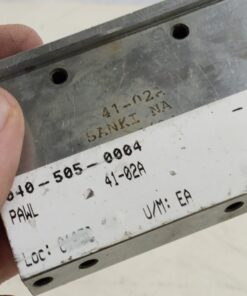 41-02A
SANKI NA
040-505-0004
41-02A
PAWL
U/M: EA
Loc: